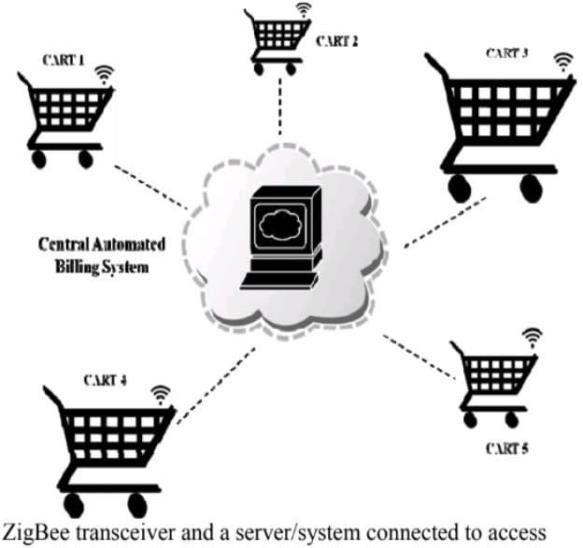 CART 1
CART 2
CART 3
Central Automated
Billing System
CART 4
CART 5
ZigBee transceiver and a server/system connected to access